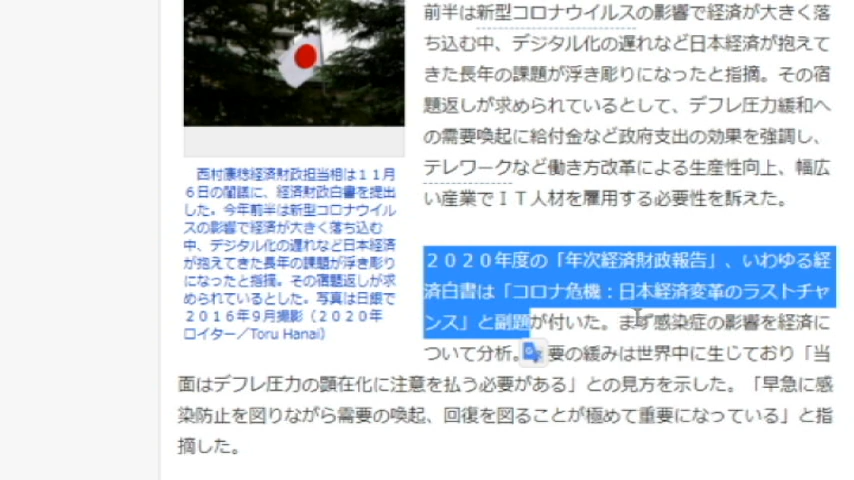 前半は新型コロナウイルスの影響で経済が大きく落
ち込む中、デジタル化の遅れなど日本経済が抱えて
きた長年の課題が浮き彫りになったと指摘。その宿
題返しが求められているとして、デフレ圧力緩和へ
の需要喚起に給付金など政府支出の効果を強調し、
テレワークなど働き方改革による生産性向上、幅広
い産業でＩＴ人材を雇用する必要性を訴えた。
西村康稔経済財政担当相は１１月
６日の閣議に、経済財政白書を提出
した。今年前半は新型コロナウイル
スの影響で経済が大きく落ち込む
中、デジタル化の遅れなど日本経済
が抱えてきた長年の課題が浮き彫り
になったと指摘。その宿題返しが求
められているとした。写真は日銀で
２０１６年９月撮影（２０２０年
ロイター／Toru Hanai）
２０２０年度の「年次経済財政報告」、いわゆる経
済白書は「コロナ危機：日本経済変革のラストチャ
ンス」と副題が付いた。まず感染症の影響を経済に
ついて分析。要の緩みは世界中に生じており「当
面はデフレ圧力の顕在化に注意を払う必要がある」との見方を示した。「早急に感
染防止を図りながら需要の喚起、回復を図ることが極めて重要になっている」と指
摘した。